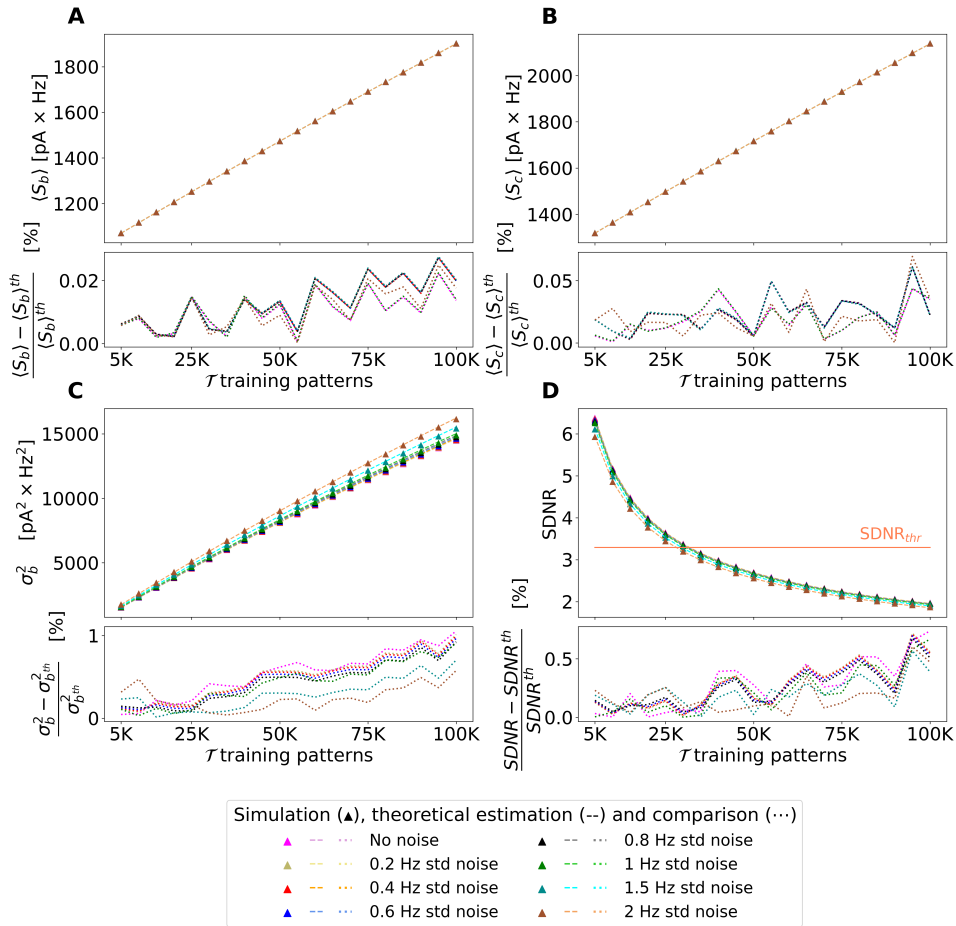 A
⟨S_b⟩ [pA × Hz]
1800
1600
1400
1200
[%]
⟨S_b⟩ − ⟨S_b⟩^th
⟨S_b⟩^th
0.02
0.00
5K 25K 50K 75K 100K
𝒯 training patterns
B
⟨S_c⟩ [pA × Hz]
2000
1800
1600
1400
[%]
⟨S_c⟩ − ⟨S_c⟩^th
⟨S_c⟩^th
0.05
0.00
5K 25K 50K 75K 100K
𝒯 training patterns
C
σ_b^2 [pA² × Hz²]
15000
10000
5000
[%]
σ_b^2 − σ_b^th^2
σ_b^th^2
1
0
5K 25K 50K 75K 100K
𝒯 training patterns
D
SDNR
6
5
4
3
2
SDNR_thr
[%]
SDNR − SDNR^th
SDNR^th
0.5
0.0
5K 25K 50K 75K 100K
𝒯 training patterns
Simulation (▲), theoretical estimation (--) and comparison (···)
No noise
0.2 Hz std noise
0.4 Hz std noise
0.6 Hz std noise
0.8 Hz std noise
1 Hz std noise
1.5 Hz std noise
2 Hz std noise